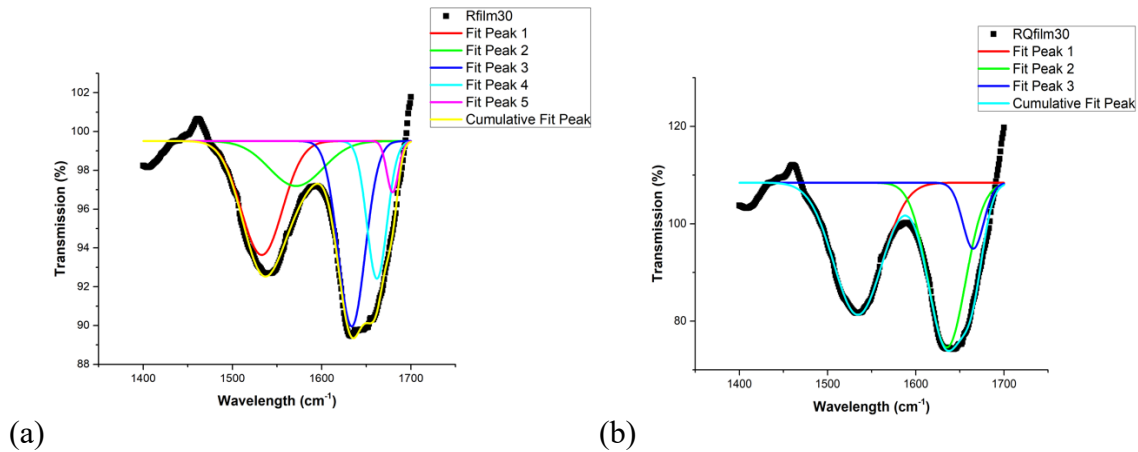 Rfilm30
Fit Peak 1
Fit Peak 2
Fit Peak 3
Fit Peak 4
Fit Peak 5
Cumulative Fit Peak
102
100
98
96
94
92
90
88
Transmission (%)
1400
1500
1600
1700
Wavelength (cm⁻¹)
(a)
RQfilm30
Fit Peak 1
Fit Peak 2
Fit Peak 3
Cumulative Fit Peak
120
100
80
Transmission (%)
1400
1500
1600
1700
Wavelength (cm⁻¹)
(b)